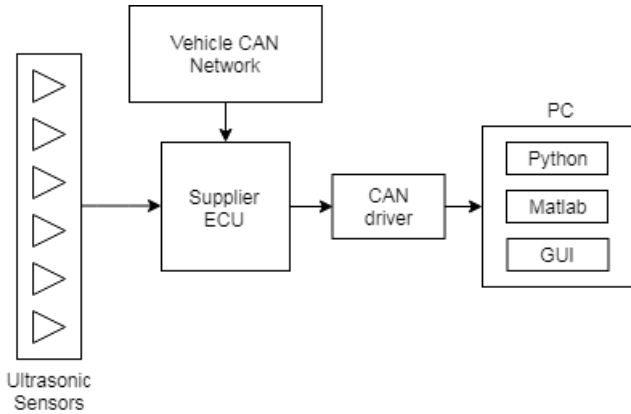 Vehicle CAN
Network
PC
Python
Supplier
ECU
CAN
driver
Matlab
GUI
Ultrasonic
Sensors